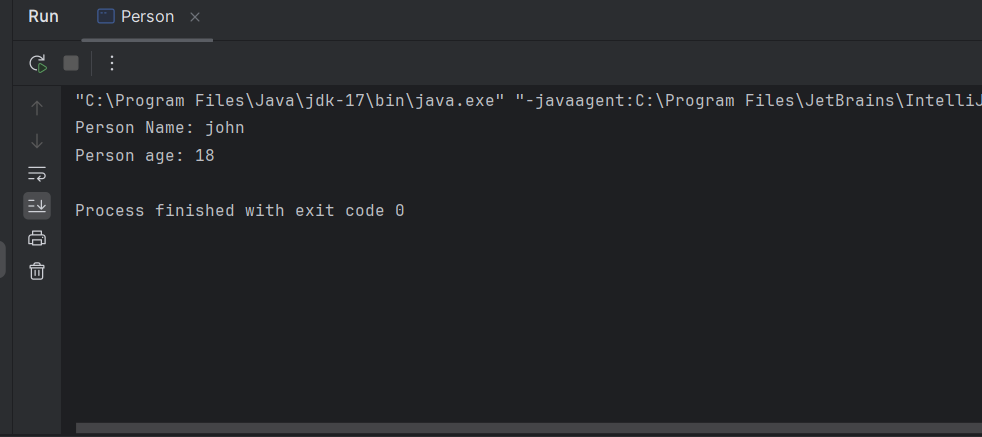 Run Person
"C:\Program Files\Java\jdk-17\bin\java.exe" "-javaagent:C:\Program Files\JetBrains\IntelliJ
Person Name: john
Person age: 18
Process finished with exit code 0